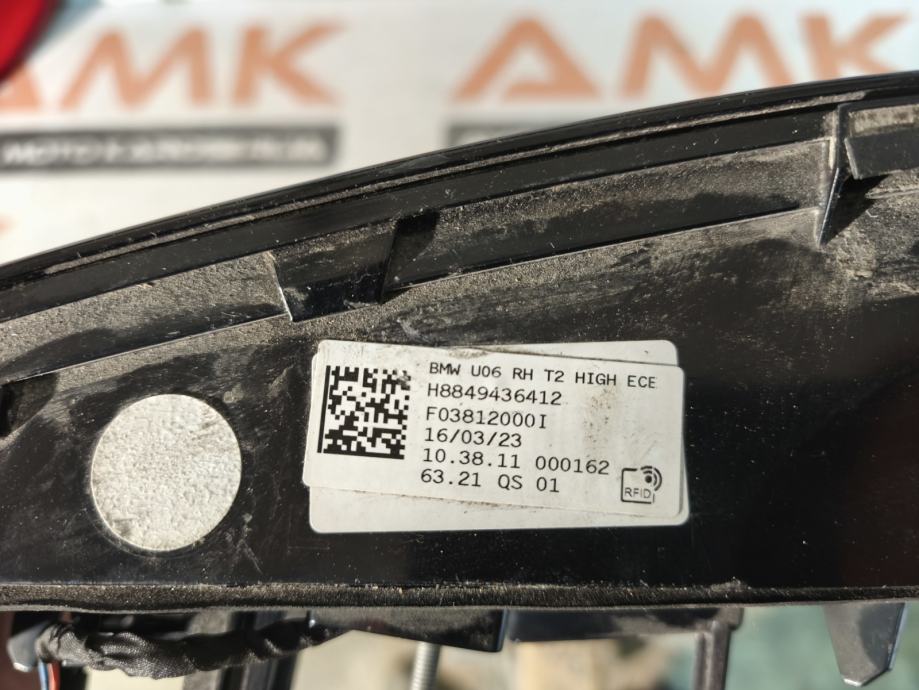 AMK
AMK
BMW U06 RH T2 HIGH ECE
H8849436412
F03812000I
16/03/23
10.38.11 000162
63.21 QS 01
RFID